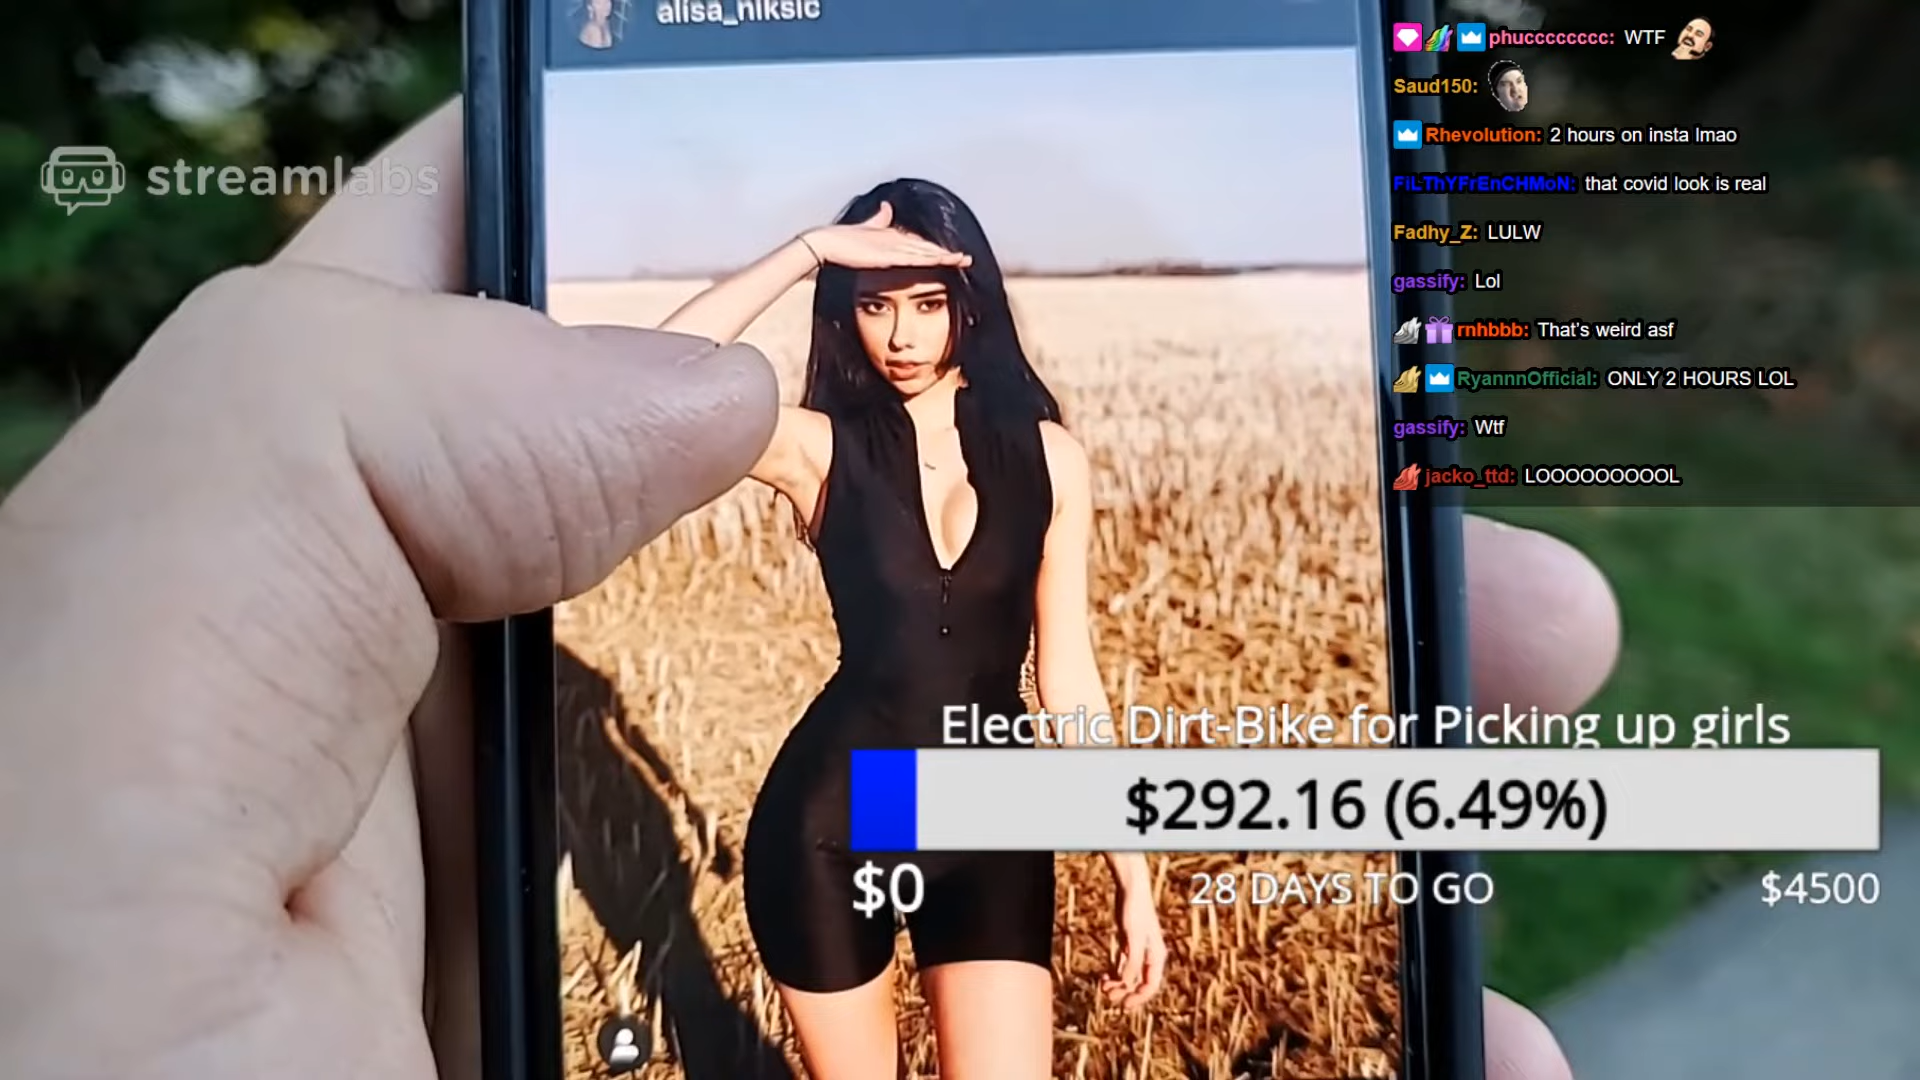 alisa_niksic
streamlabs
phucccccccc: WTF
Saud150:
Rhevolution: 2 hours on insta lmao
FiLThYFrEnCHMoN: that covid look is real
Fadhy_Z: LULW
gassify: Lol
rnhbbb: That's weird asf
RyannnOfficial: ONLY 2 HOURS LOL
gassify: Wtf
jacko_ttd: LOOOOOOOOOL
Electric Dirt-Bike for Picking up girls
$292.16 (6.49%)
$0
28 DAYS TO GO
$4500